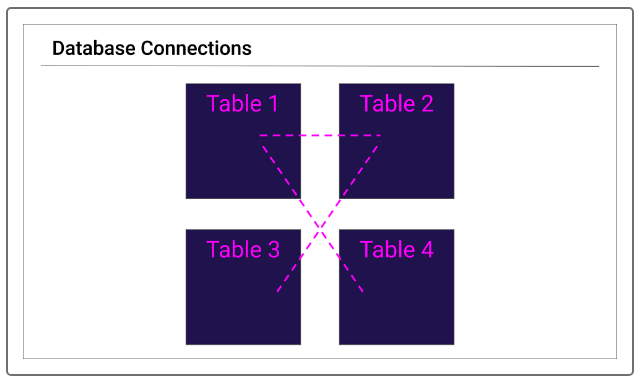 Database Connections
Table 1
Table 2
Table 3
Table 4